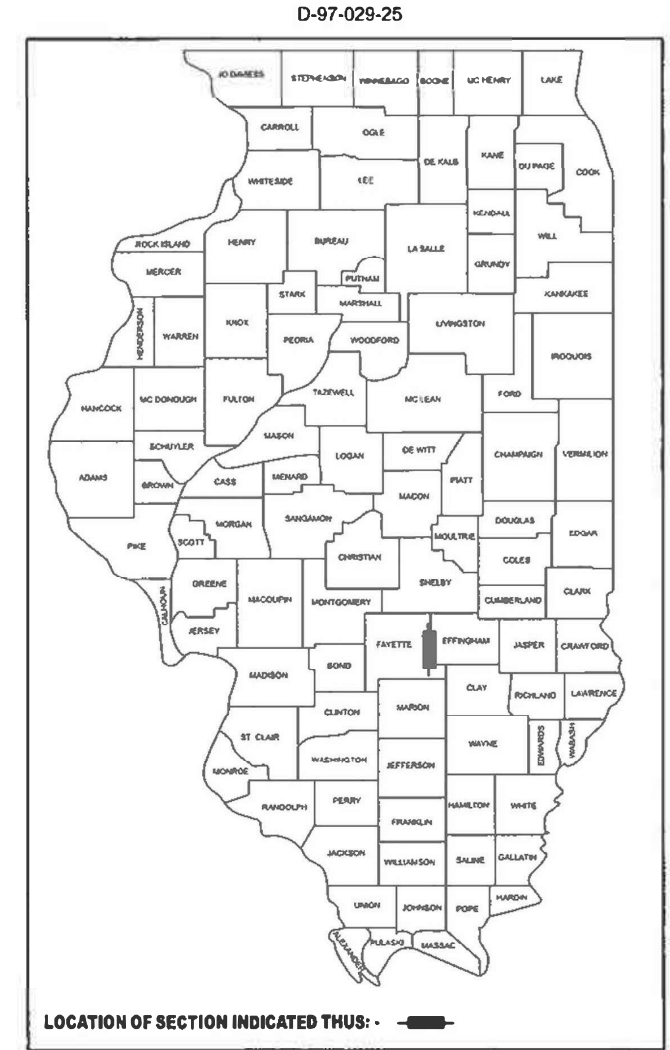 D-97-029-25
JO DAVIESS STEPHENSON WINNEBAGO BOONE MC HENRY LAKE
CARROLL OGLE DE KALB KANE DU PAGE COOK
WHITESIDE LEE
KENDALL
ROCK ISLAND HENRY BUREAU LA SALLE WILL
MERCER PUTNAM GRUNDY
STARK MARSHALL KANKAKEE
HENDERSON WARREN KNOX PEORIA WOODFORD LIVINGSTON IROQUOIS
HANCOCK MC DONOUGH FULTON TAZEWELL MC LEAN FORD
SCHUYLER MASON LOGAN DE WITT CHAMPAIGN VERMILION
ADAMS BROWN CASS MENARD PIATT
MACON
PIKE SCOTT MORGAN SANGAMON MOULTRIE DOUGLAS EDGAR
CHRISTIAN COLES
CALHOUN GREENE MACOUPIN MONTGOMERY SHELBY CUMBERLAND CLARK
JERSEY FAYETTE EFFINGHAM JASPER CRAWFORD
MADISON BOND
CLINTON MARION CLAY RICHLAND LAWRENCE
ST CLAIR WAYNE EDWARDS WABASH
MONROE WASHINGTON JEFFERSON
RANDOLPH PERRY HAMILTON WHITE
FRANKLIN
JACKSON WILLIAMSON SALINE GALLATIN
UNION JOHNSON POPE HARDIN
ALEXANDER PULASKI MASSAC
LOCATION OF SECTION INDICATED THUS: -